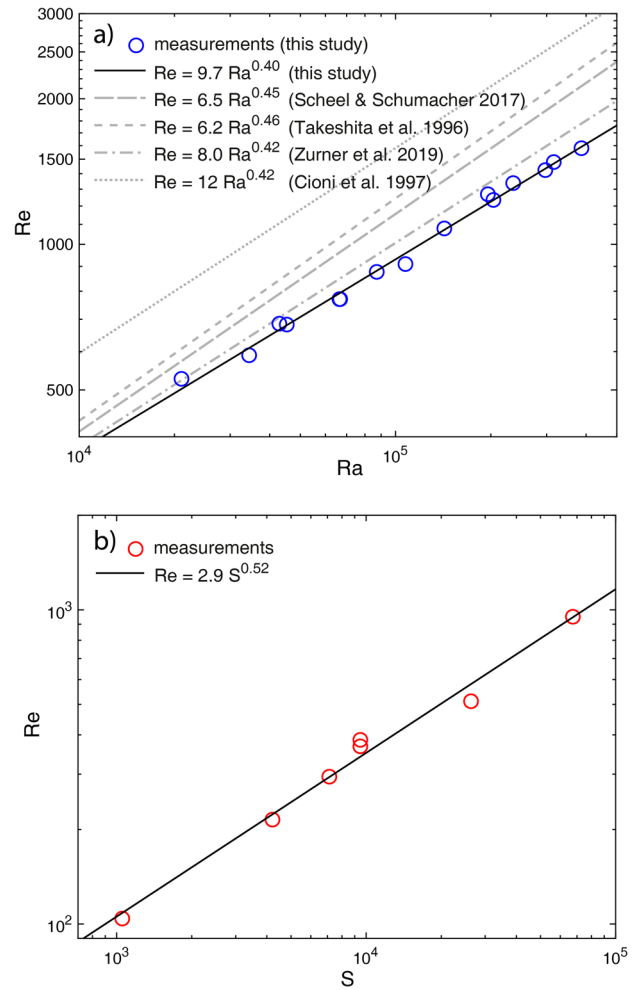 a)
measurements (this study)
Re = 9.7 Ra^0.40 (this study)
Re = 6.5 Ra^0.45 (Scheel & Schumacher 2017)
Re = 6.2 Ra^0.46 (Takeshita et al. 1996)
Re = 8.0 Ra^0.42 (Zurner et al. 2019)
Re = 12 Ra^0.42 (Cioni et al. 1997)
3000
2500
2000
1500
1000
500
Re
10^4
10^5
Ra
b)
measurements
Re = 2.9 S^0.52
10^3
10^2
Re
10^3
10^4
10^5
S